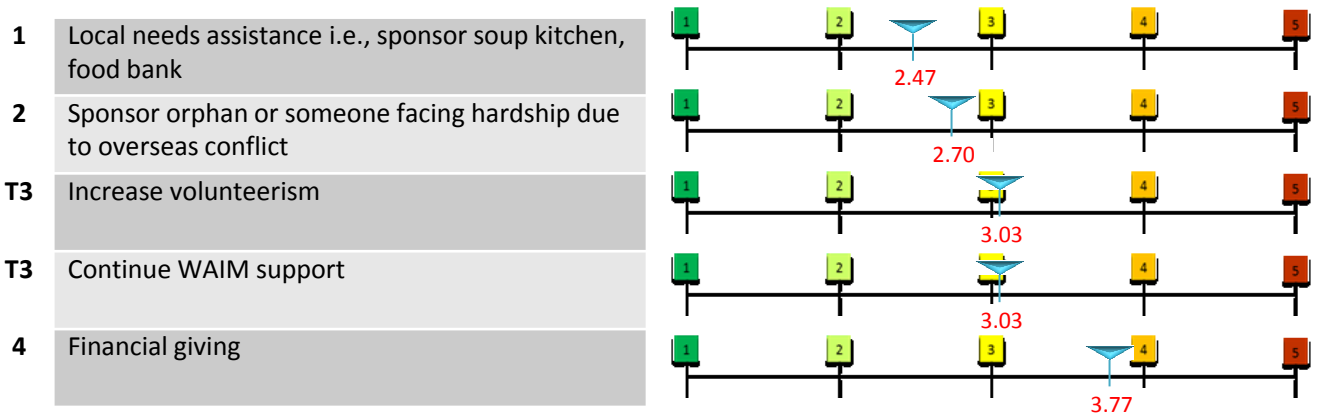 1 Local needs assistance i.e., sponsor soup kitchen,
food bank
1 2 3 4 5
2.47
2 Sponsor orphan or someone facing hardship due
to overseas conflict
1 2 3 4 5
2.70
T3 Increase volunteerism
1 2 4 5
3.03
T3 Continue WAIM support
1 2 4 5
3.03
4 Financial giving
1 2 3 4 5
3.77